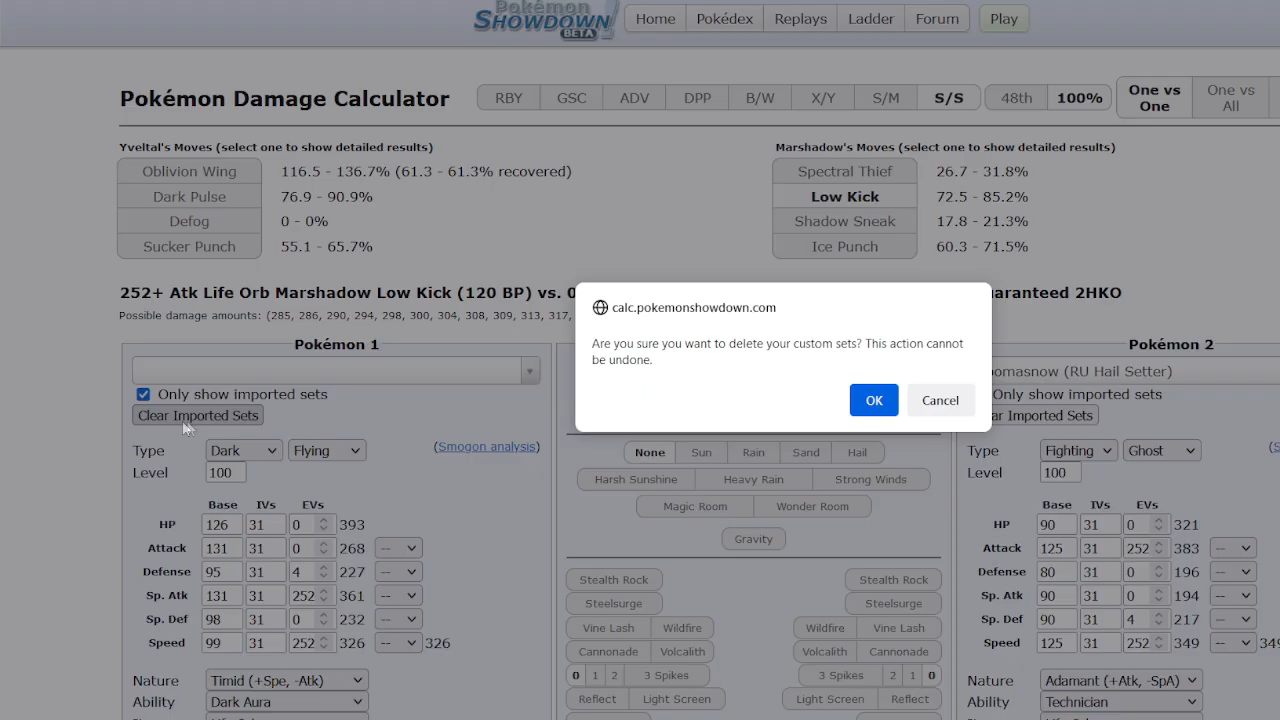 Pokémon
SHOWDOWN!
BETA
Home Pokédex Replays Ladder Forum Play
Pokémon Damage Calculator RBY GSC ADV DPP B/W X/Y S/M S/S 48th 100% One vs One One vs All
Yveltal's Moves (select one to show detailed results)
Oblivion Wing 116.5 - 136.7% (61.3 - 61.3% recovered)
Dark Pulse 76.9 - 90.9%
Defog 0 - 0%
Sucker Punch 55.1 - 65.7%
Marshadow's Moves (select one to show detailed results)
Spectral Thief 26.7 - 31.8%
Low Kick 72.5 - 85.2%
Shadow Sneak 17.8 - 21.3%
Ice Punch 60.3 - 71.5%
252+ Atk Life Orb Marshadow Low Kick (120 BP) vs.
2HKO
Possible damage amounts: (285, 286, 290, 294, 298, 300, 304, 308, 309, 313, 317,
calc.pokemonshowdown.com
Are you sure you want to delete your custom sets? This action cannot
be undone.
OK Cancel
Pokémon 1
Only show imported sets
Clear Imported Sets
Type Dark Flying (Smogon analysis)
Level 100
Base IVs EVs
HP 126 31 0 393
Attack 131 31 0 268 --
Defense 95 31 4 227 --
Sp. Atk 131 31 252 361 --
Sp. Def 98 31 0 232 --
Speed 99 31 252 326 -- 326
Nature Timid (+Spe, -Atk)
Ability Dark Aura
None Sun Rain Sand Hail
Harsh Sunshine Heavy Rain Strong Winds
Magic Room Wonder Room
Gravity
Stealth Rock Stealth Rock
Steelsurge Steelsurge
Vine Lash Wildfire Wildfire Vine Lash
Cannonade Volcalith Volcalith Cannonade
0 1 2 3 Spikes 3 Spikes 2 1 0
Reflect Light Screen Light Screen Reflect
Pokémon 2
(RU Hail Setter)
Only show imported sets
Imported Sets
Type Fighting Ghost
Level 100
Base IVs EVs
HP 90 31 0 321
Attack 125 31 252 383 --
Defense 80 31 0 196 --
Sp. Atk 90 31 0 194 --
Sp. Def 90 31 4 217 --
Speed 125 31 252 349 --
Nature Adamant (+Atk, -SpA)
Ability Technician